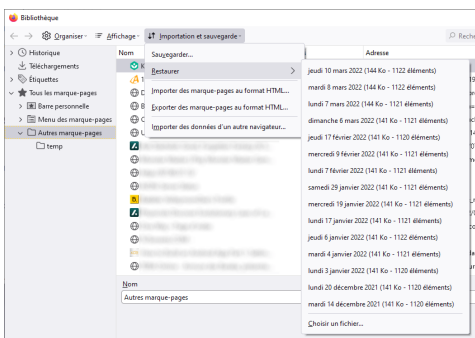 Bibliothèque
Organiser
Affichage
Importation et sauvegarde
Reche
Historique
Téléchargements
Étiquettes
Tous les marque-pages
Barre personnelle
Menu des marque-pages
Autres marque-pages
temp
Nom
Adresse
Sauvegarder...
Restaurer
Importer des marque-pages au format HTML...
Exporter des marque-pages au format HTML...
Importer des données d'un autre navigateur...
jeudi 10 mars 2022 (144 Ko - 1122 éléments)
mardi 8 mars 2022 (144 Ko - 1122 éléments)
lundi 7 mars 2022 (144 Ko - 1122 éléments)
dimanche 6 mars 2022 (141 Ko - 1121 éléments)
jeudi 17 février 2022 (141 Ko - 1121 éléments)
mercredi 9 février 2022 (141 Ko - 1121 éléments)
lundi 7 février 2022 (141 Ko - 1121 éléments)
samedi 29 janvier 2022 (141 Ko - 1121 éléments)
mercredi 19 janvier 2022 (141 Ko - 1121 éléments)
lundi 17 janvier 2022 (141 Ko - 1121 éléments)
jeudi 6 janvier 2022 (141 Ko - 1121 éléments)
mardi 4 janvier 2022 (141 Ko - 1121 éléments)
lundi 3 janvier 2022 (141 Ko - 1120 éléments)
lundi 20 décembre 2021 (141 Ko - 1120 éléments)
mardi 14 décembre 2021 (141 Ko - 1120 éléments)
Choisir un fichier...
Nom
Autres marque-pages